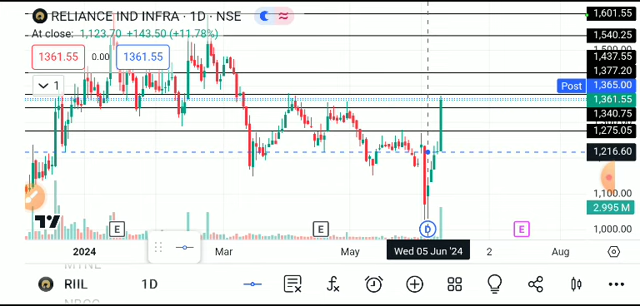 RELIANCE IND INFRA · 1D · NSE
At close: 1,123.70 +143.50 (+11.78%)
1361.55 0.00 1361.55
1
1,601.55
1,540.25
1,437.55
1,377.20
Post 1,365.00
1,361.55
1,340.75
1,275.05
1,216.60
1,100.00
2.995 M
1,000.00
E E D E
2024 Mar May Wed 05 Jun '24 2 Aug
RIIL 1D